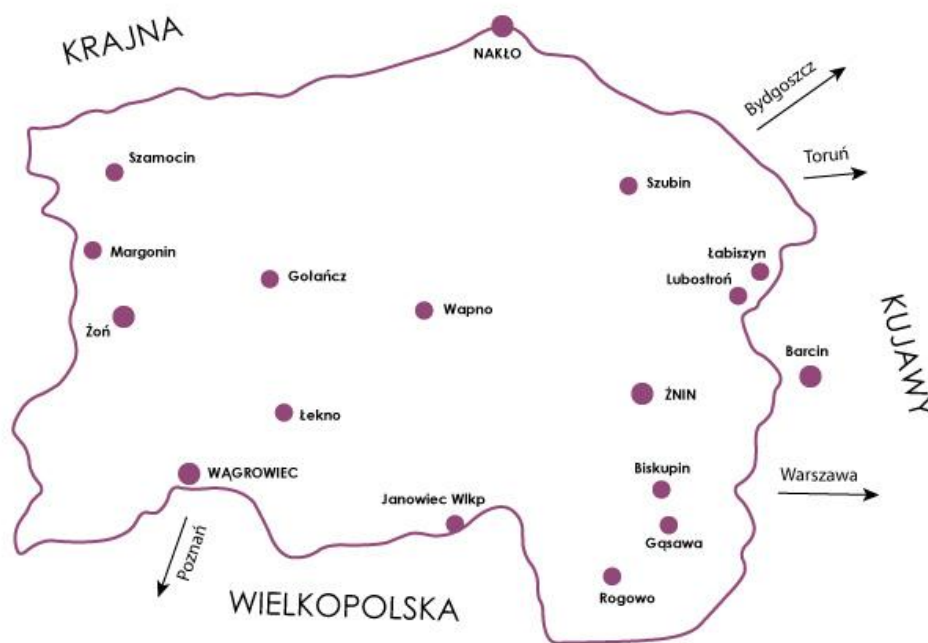 KRAJNA
NAKŁO
Bydgoszcz
Toruń
Szamocin
Szubin
Margonin
Gołańcz
Łabiszyn
Lubostroń
Wapno
Żoń
KUJAWY
Barcin
ŻNIN
Łekno
WĄGROWIEC
Biskupin
Warszawa
Janowiec Wlkp
Gąsawa
Poznań
Rogowo
WIELKOPOLSKA